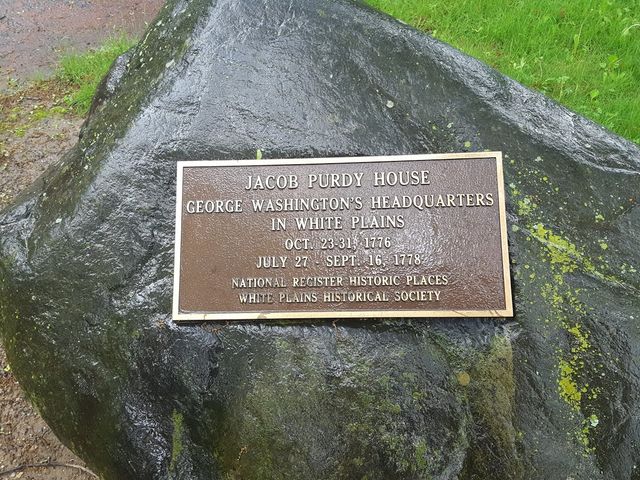 JACOB PURDY HOUSE
GEORGE WASHINGTON'S HEADQUARTERS
IN WHITE PLAINS
OCT. 23-31, 1776
JULY 27 - SEPT. 16, 1778
NATIONAL REGISTER HISTORIC PLACES
WHITE PLAINS HISTORICAL SOCIETY